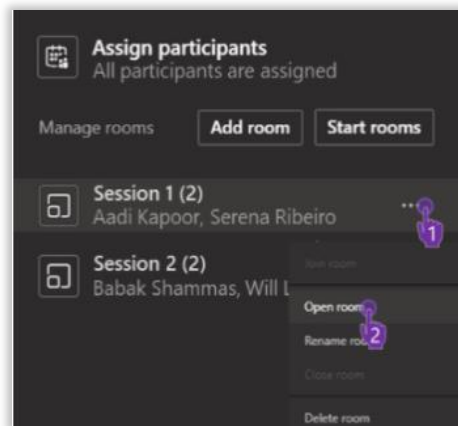 Assign participants
All participants are assigned
Manage rooms
Add room
Start rooms
Session 1 (2)
Aadi Kapoor, Serena Ribeiro
1
Session 2 (2)
Babak Shammas, Will L
Join room
Open room
2
Rename
Close room
Delete room